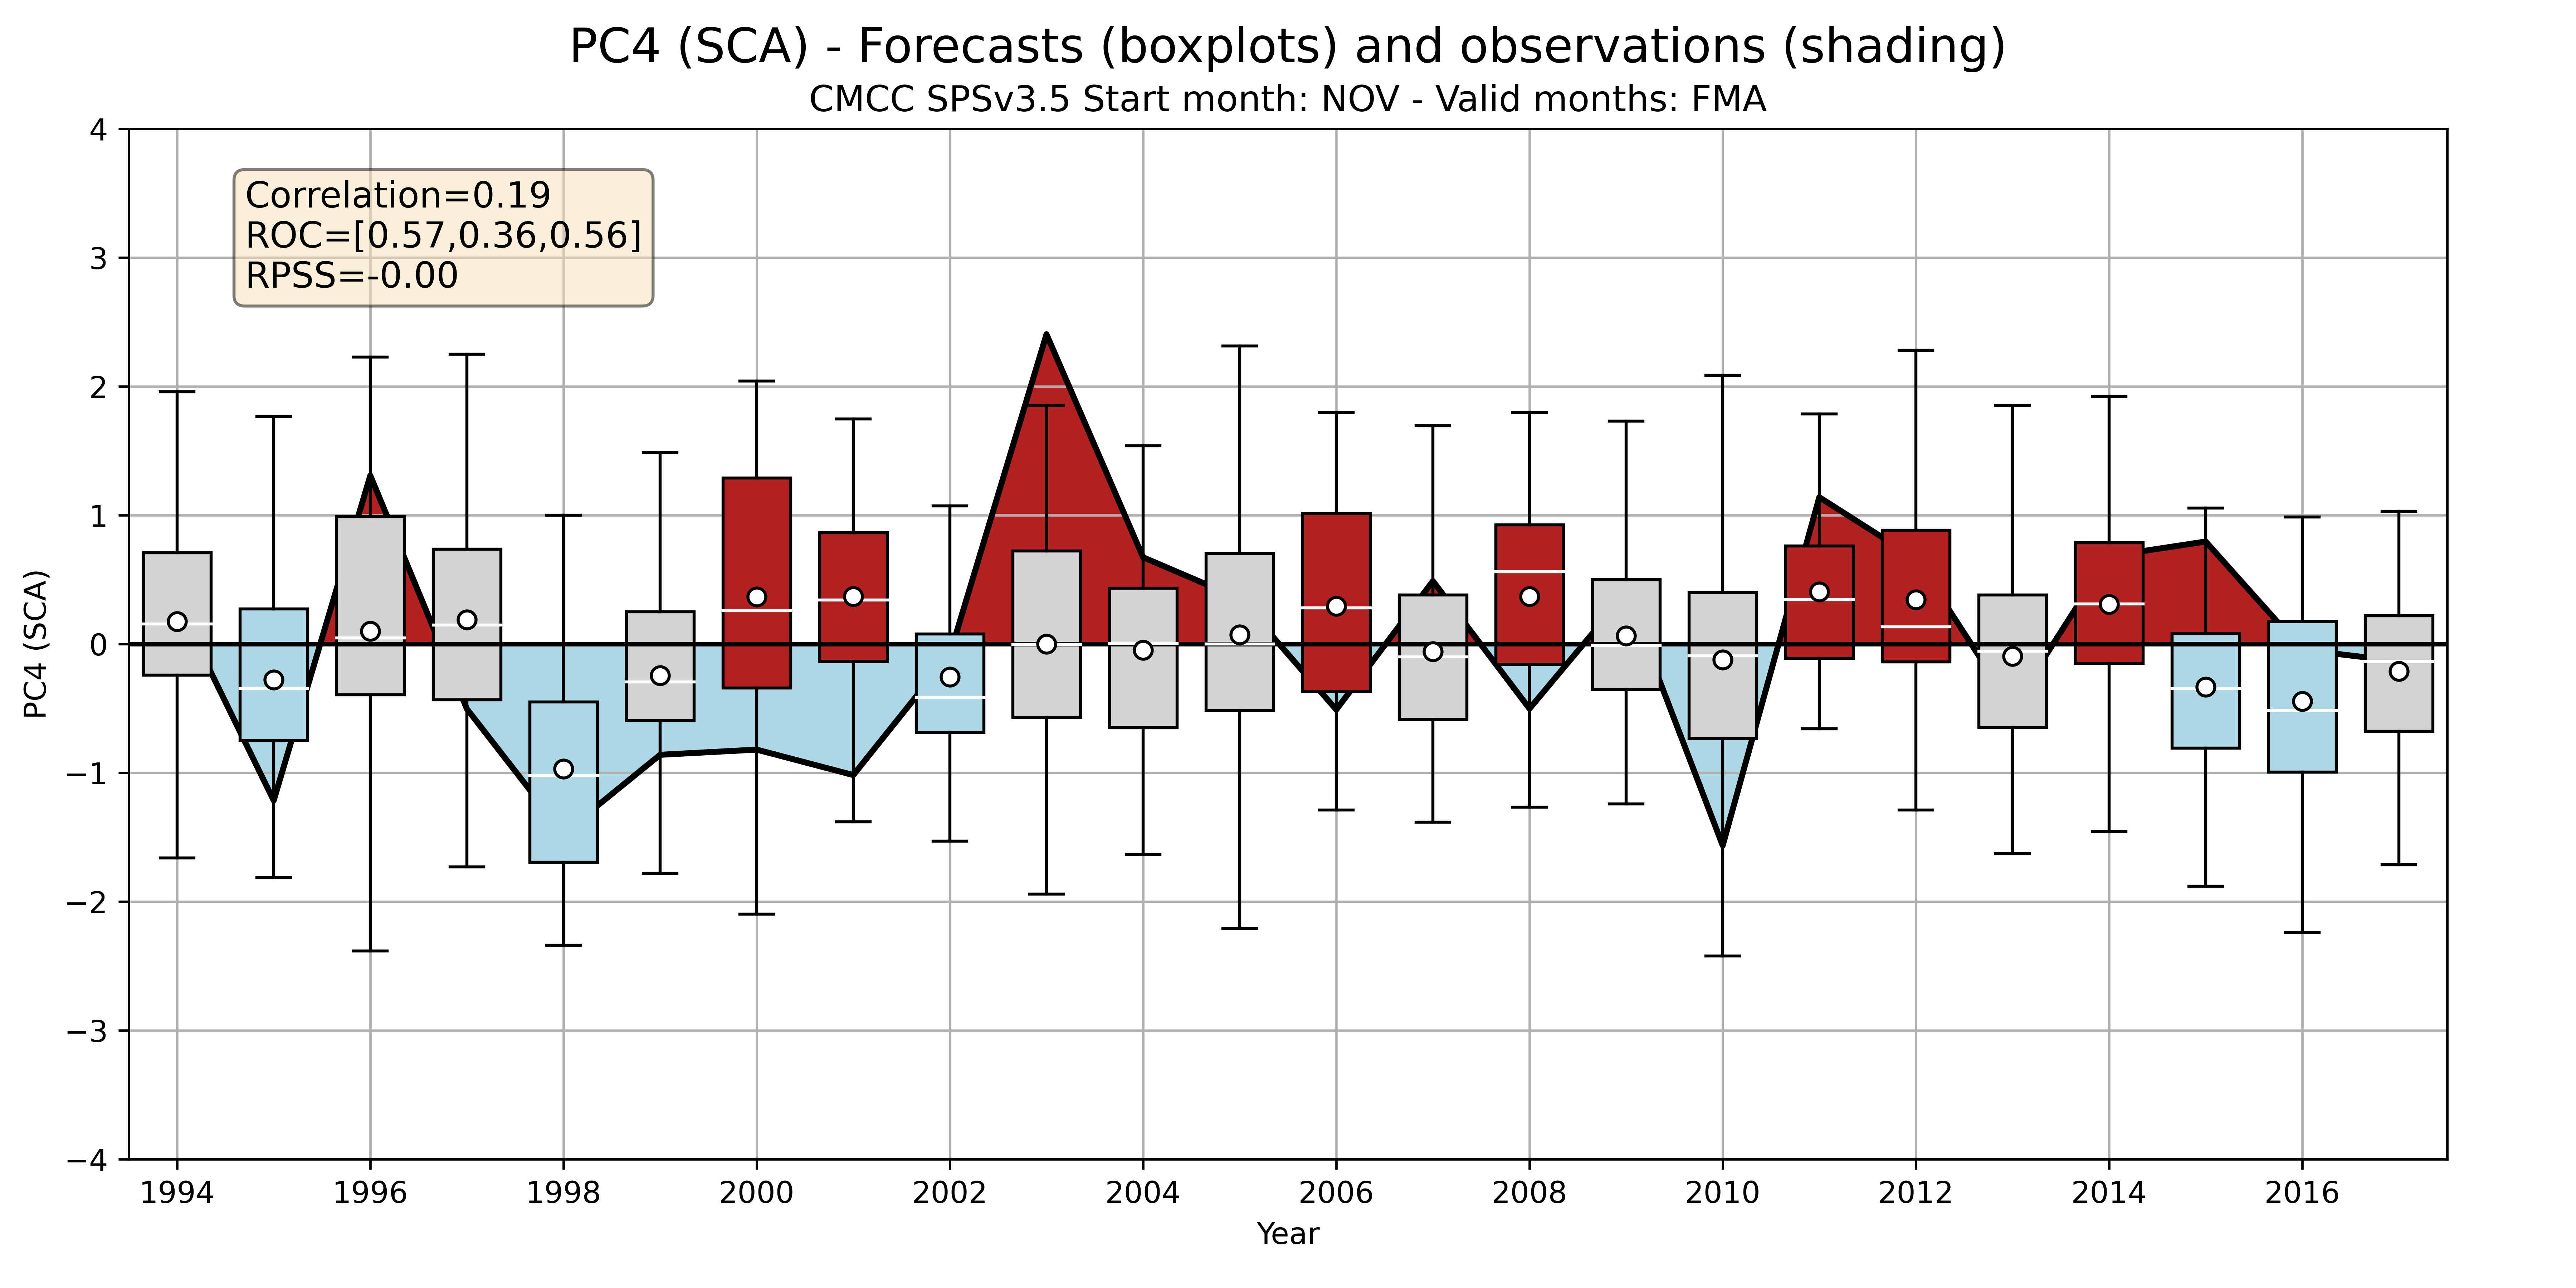 PC4 (SCA) - Forecasts (boxplots) and observations (shading)
CMCC SPSv3.5 Start month: NOV - Valid months: FMA
Correlation=0.19
ROC=[0.57,0.36,0.56]
RPSS=-0.00
PC4 (SCA)
4
3
2
1
0
−1
−2
−3
−4
1994 1996 1998 2000 2002 2004 2006 2008 2010 2012 2014 2016
Year